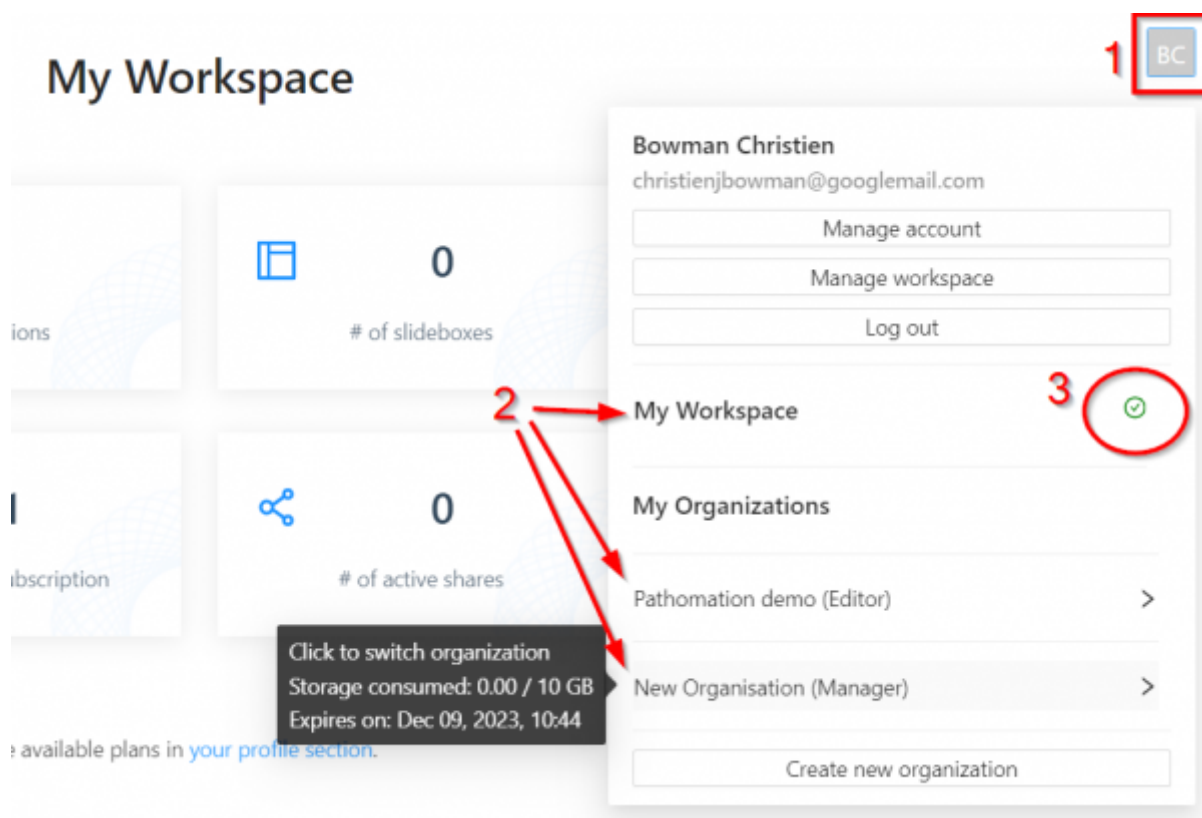 My Workspace
1
BC
Bowman Christien
christienjbowman@googlemail.com
Manage account
Manage workspace
Log out
0
ions
# of slideboxes
2
My Workspace
3
My Organizations
1
0
bscription
# of active shares
Pathomation demo (Editor)
Click to switch organization
Storage consumed: 0.00 / 10 GB
Expires on: Dec 09, 2023, 10:44
New Organisation (Manager)
available plans in your profile section.
Create new organization